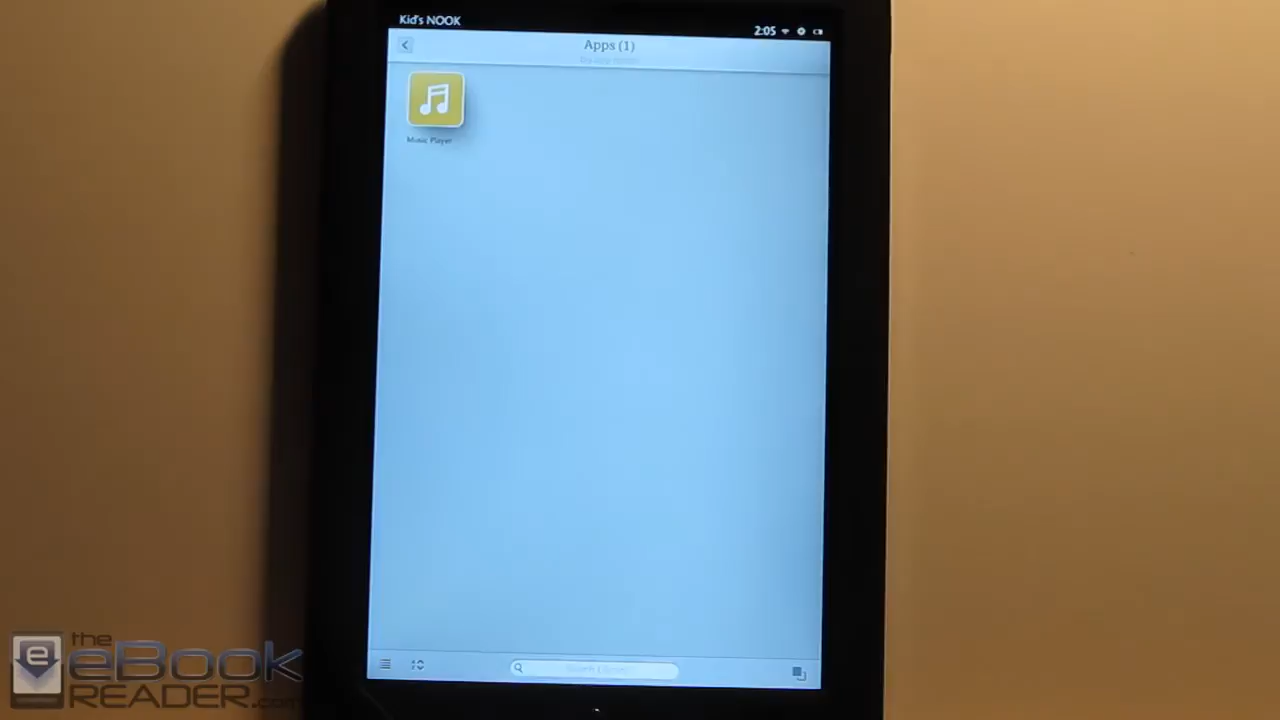 Kid's NOOK
2:05
Apps (1)
Music Player
the
eBook
READER.com